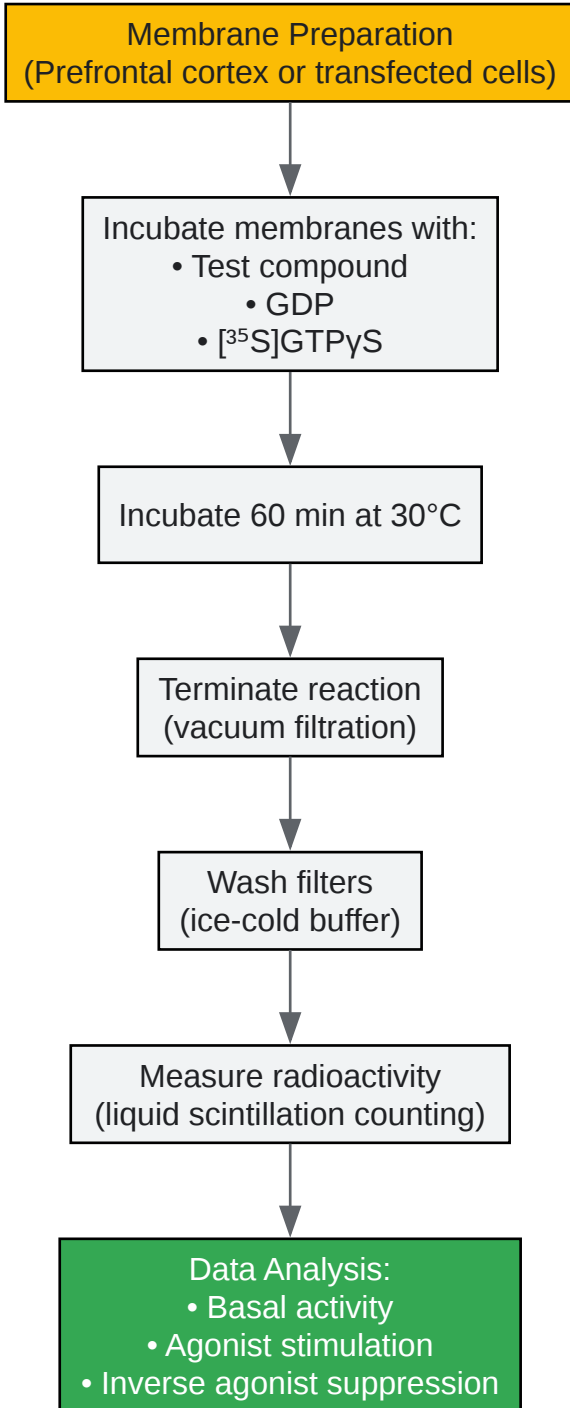 Membrane Preparation
(Prefrontal cortex or transfected cells)
Incubate membranes with:
• Test compound
• GDP
• [³⁵S]GTPγS
Incubate 60 min at 30°C
Terminate reaction
(vacuum filtration)
Wash filters
(ice-cold buffer)
Measure radioactivity
(liquid scintillation counting)
Data Analysis:
• Basal activity
• Agonist stimulation
• Inverse agonist suppression